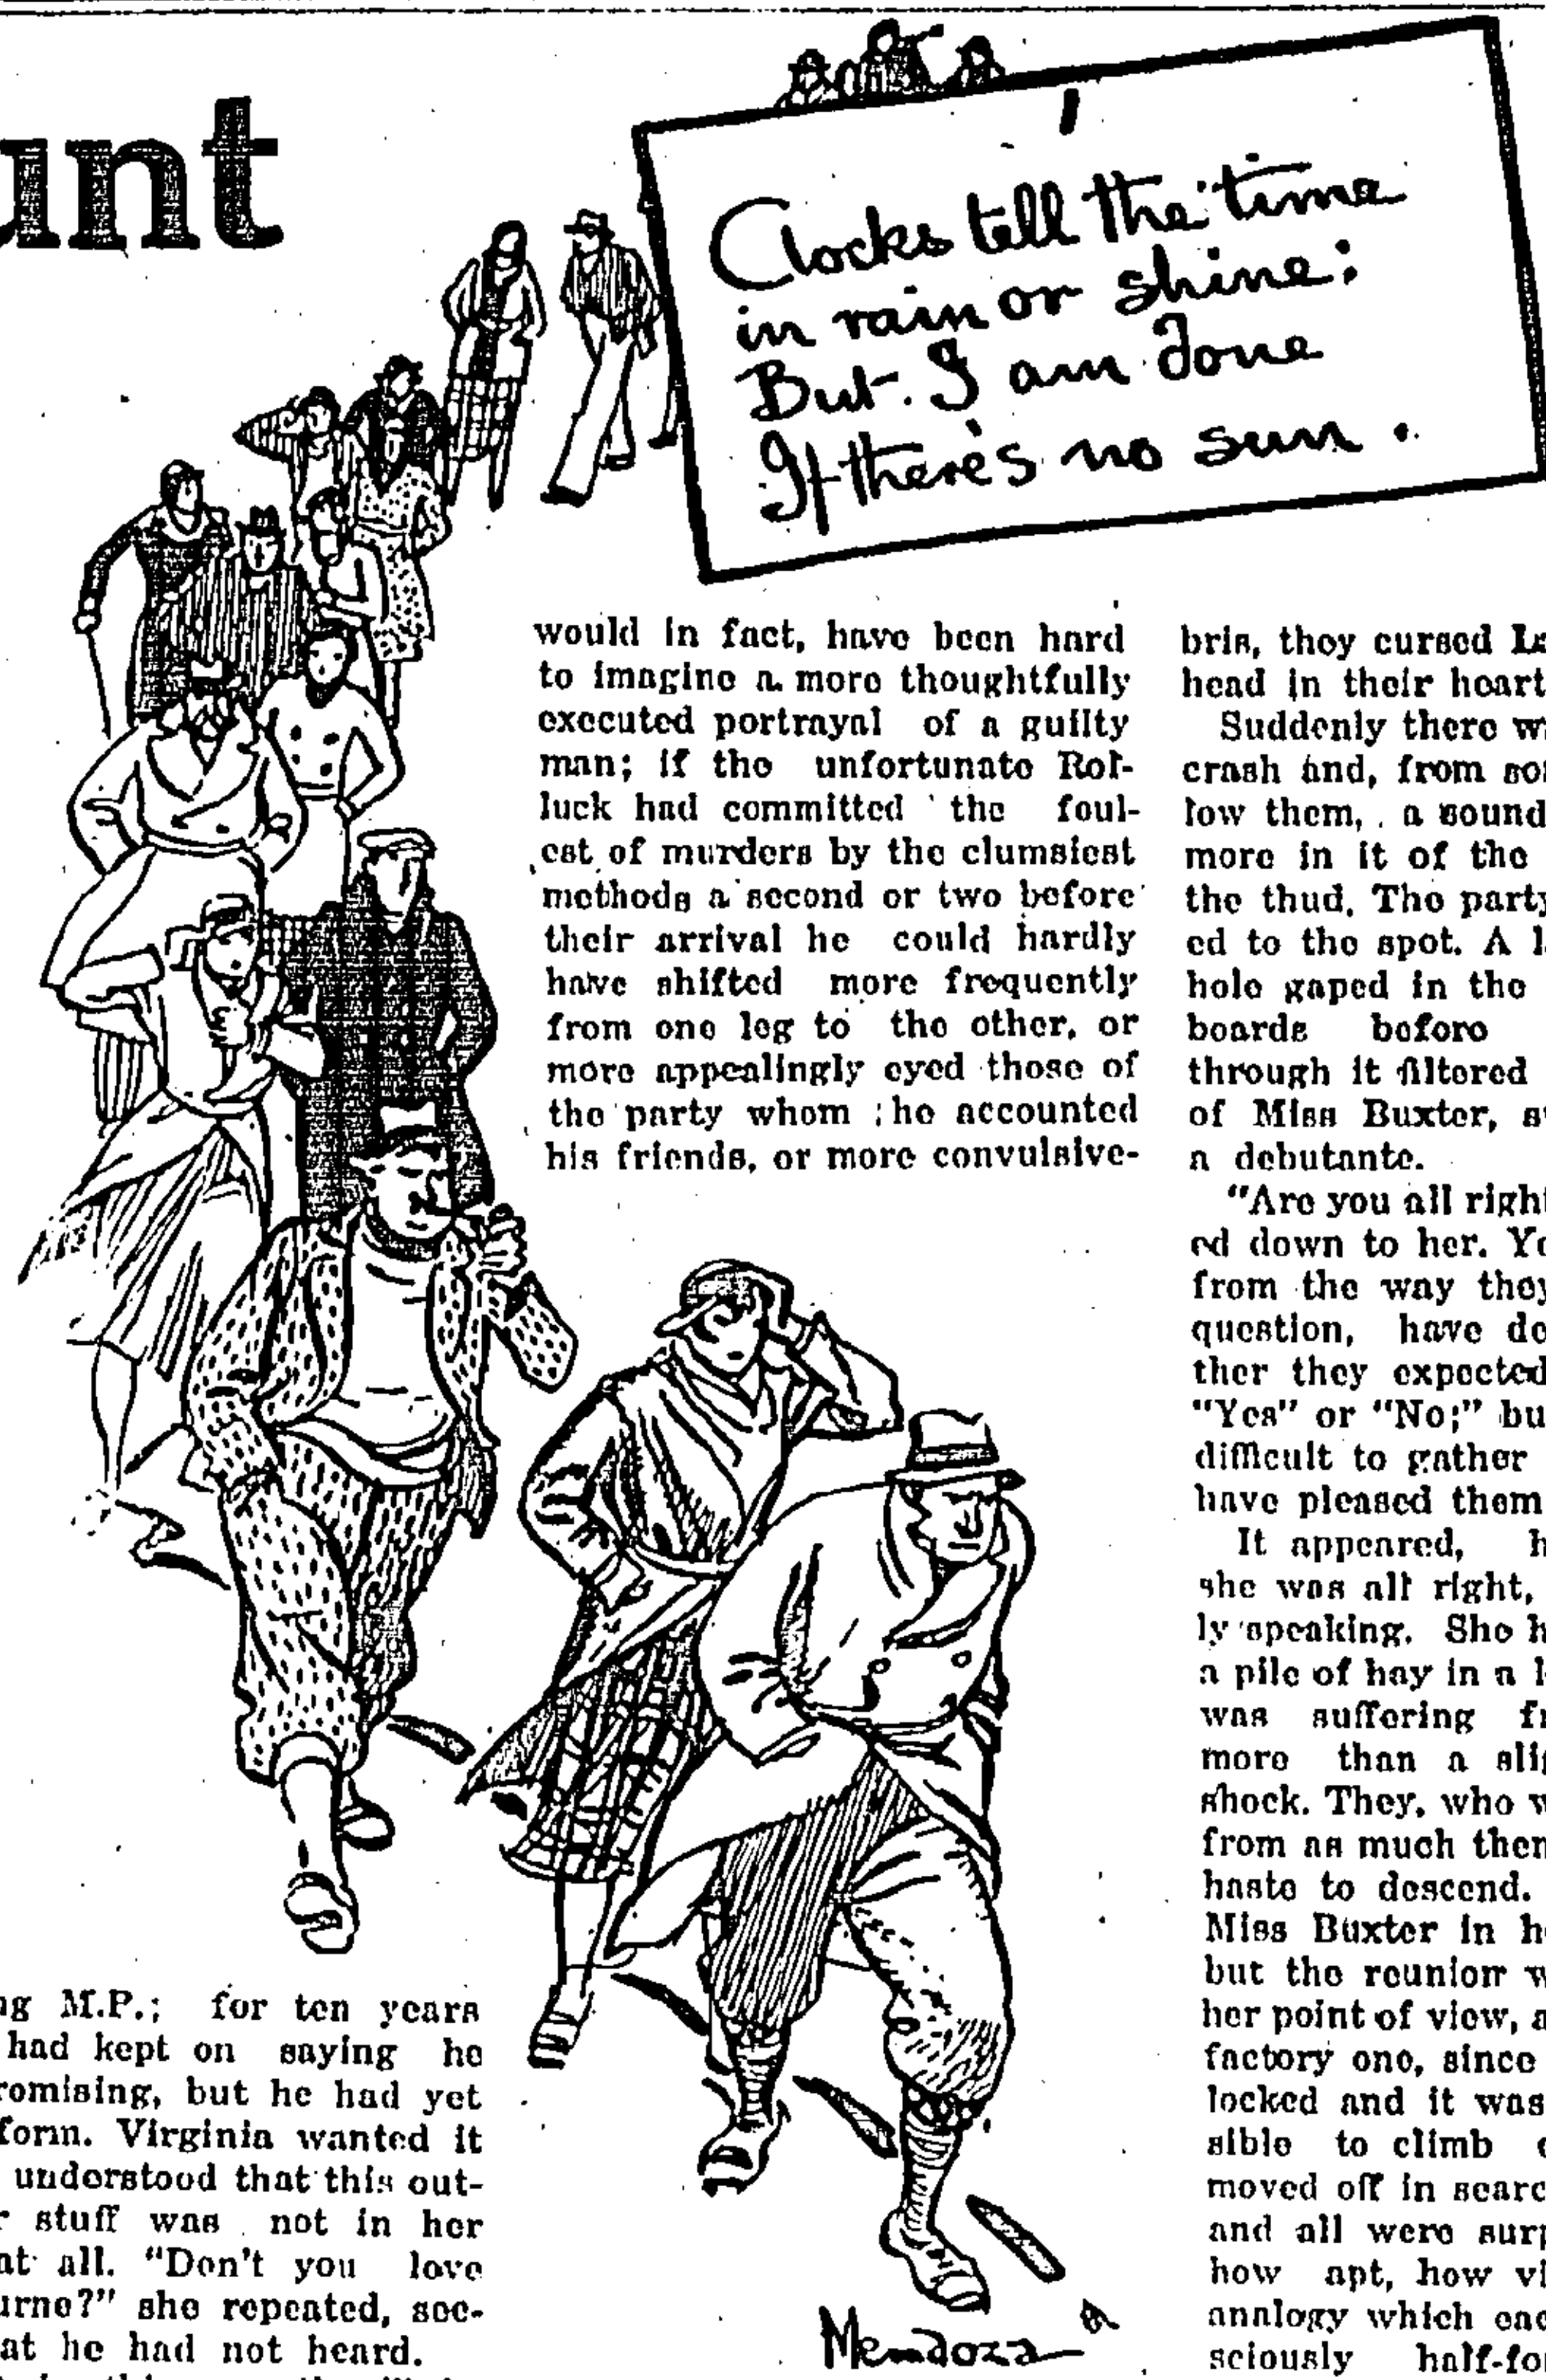 unt
Clocks tell the time
in rain or shine;
But I am done
If there's no sun.
would in fact, have been hard
to imagine a more thoughtfully
executed portrayal of a guilty
man; if the unfortunate Rol-
luck had committed the foul-
est of murders by the clumsiest
methods a second or two before
their arrival he could hardly
have shifted more frequently
from one leg to the other, or
more appealingly eyed those of
the party whom he accounted
his friends, or more convulsive-
bris, they cursed
head in their heart
Suddenly there
crash and, from
low them, a sound
more in it of the
the thud. The party
ed to the spot. A
hole gaped in the
boards before
through it filtered
of Miss Buxter,
a debutante.
"Are you all right
ed down to her.
from the way they
question, have
ther they expected
"Yes" or "No;"
difficult to gather
have pleased them
It appeared,
she was all right,
ly speaking. She
a pile of hay in a
was suffering
more than a
shock. They, who
from as much
haste to descend.
Miss Buxter in
but the reunion
her point of view,
factory one, since
locked and it was
sible to climb
moved off in
and all were
how apt, how
analogy which
sciously
ng M.P.; for ten years
had kept on saying he
romising, but he had yet
form. Virginia wanted it
understood that this out-
r stuff was not in her
at all. "Don't you love
urne?" she repeated, see-
at he had not heard.
Mendoza